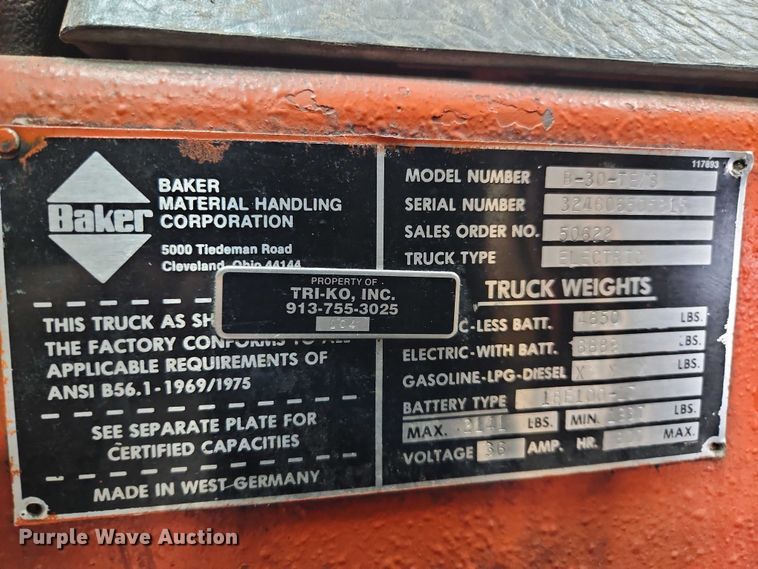 117893
Baker
BAKER
MATERIAL HANDLING
CORPORATION
5000 Tiedeman Road
Cleveland, Ohio 44144
PROPERTY OF
TRI-KO, INC.
913-755-3025
THIS TRUCK AS
THE FACTORY CONFORMS TO
APPLICABLE REQUIREMENTS OF
ANSI B56.1-1969/1975
SEE SEPARATE PLATE FOR
CERTIFIED CAPACITIES
MADE IN WEST GERMANY
MODEL NUMBER
SERIAL NUMBER
SALES ORDER NO. 50622
TRUCK TYPE ELECTRIC
TRUCK WEIGHTS
-LESS BATT. 4850 LBS.
ELECTRIC-WITH BATT. LBS.
GASOLINE-LPG-DIESEL X LBS.
BATTERY TYPE
MAX. LBS. MIN. LBS.
VOLTAGE 36 AMP. HR. MAX.
Purple Wave Auction